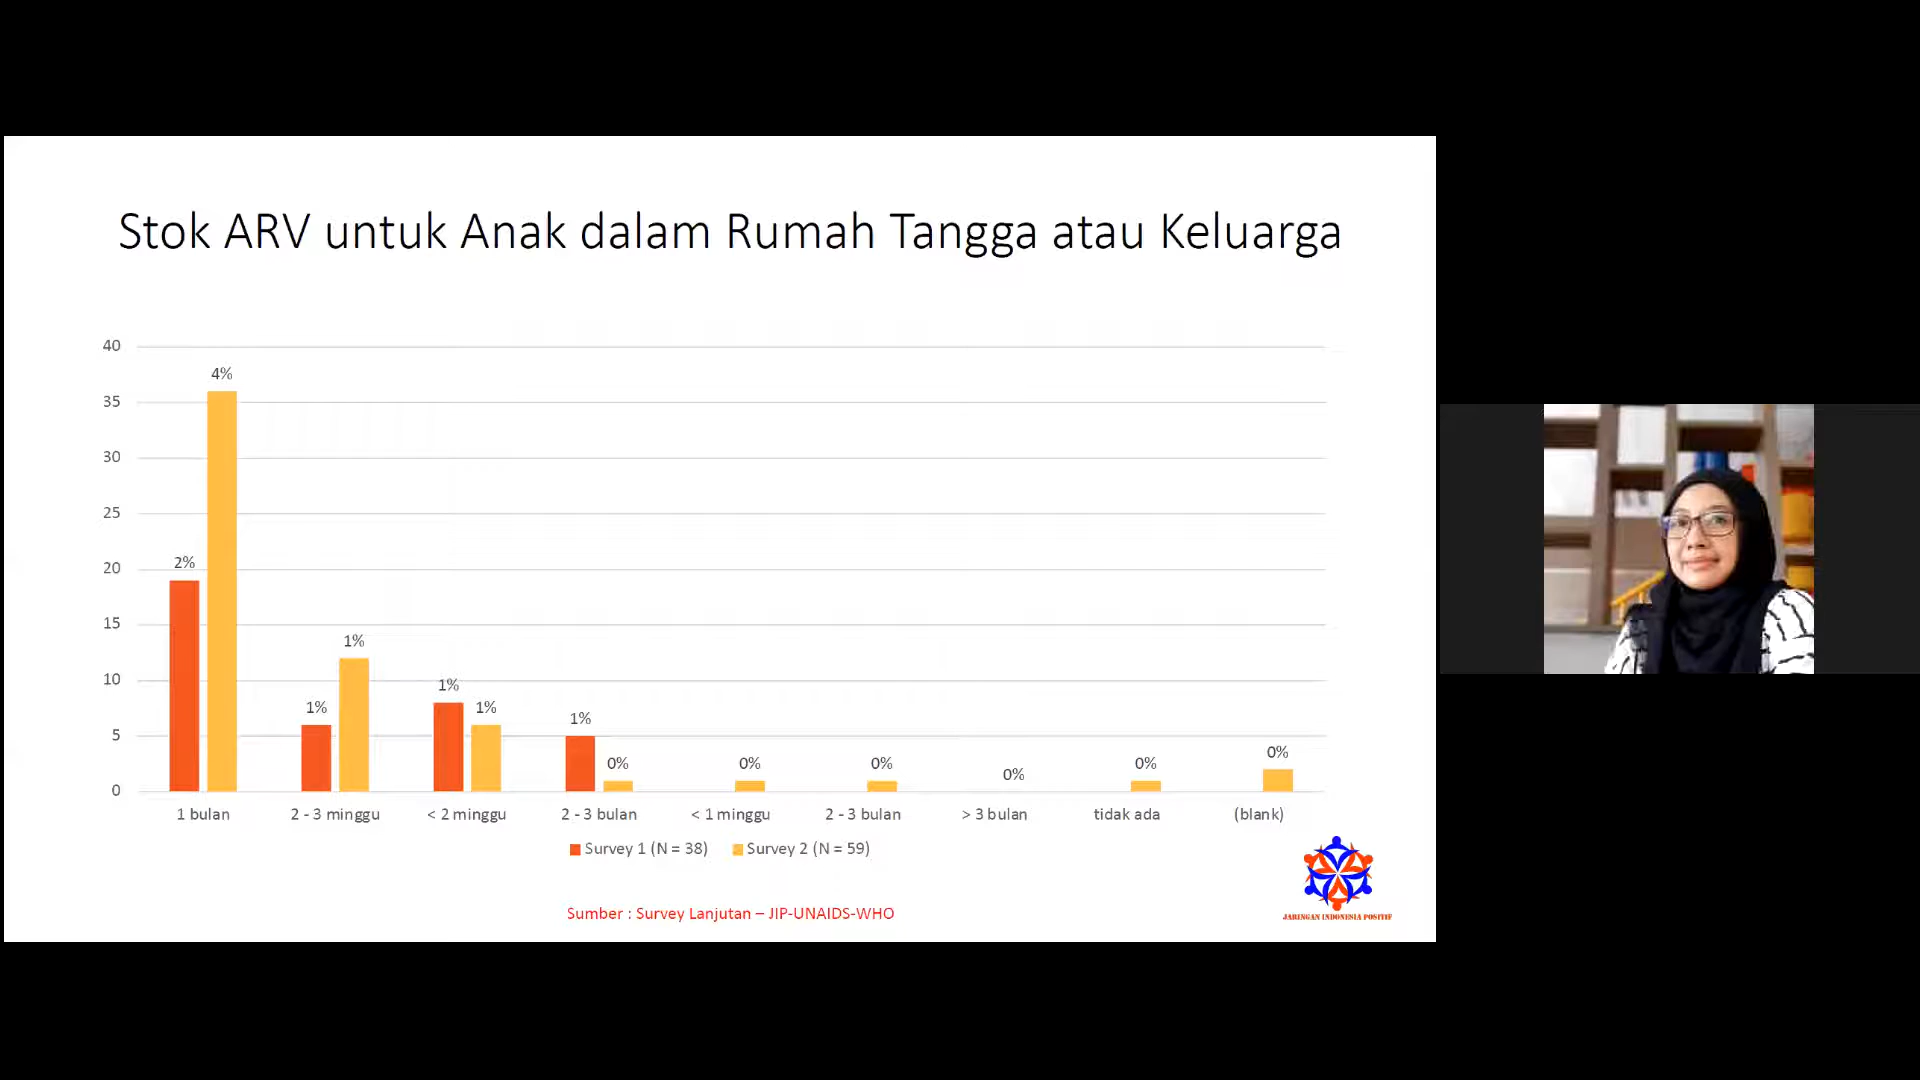 Stok ARV untuk Anak dalam Rumah Tangga atau Keluarga
40
35
30
25
20
15
10
5
0
2%
4%
1%
1%
1%
1%
1%
0%
0%
0%
0%
0%
0%
1 bulan
2 - 3 minggu
< 2 minggu
2 - 3 bulan
< 1 minggu
2 - 3 bulan
> 3 bulan
tidak ada
(blank)
Survey 1 (N = 38)
Survey 2 (N = 59)
Sumber : Survey Lanjutan – JIP-UNAIDS-WHO
JARINGAN INDONESIA POSITIF